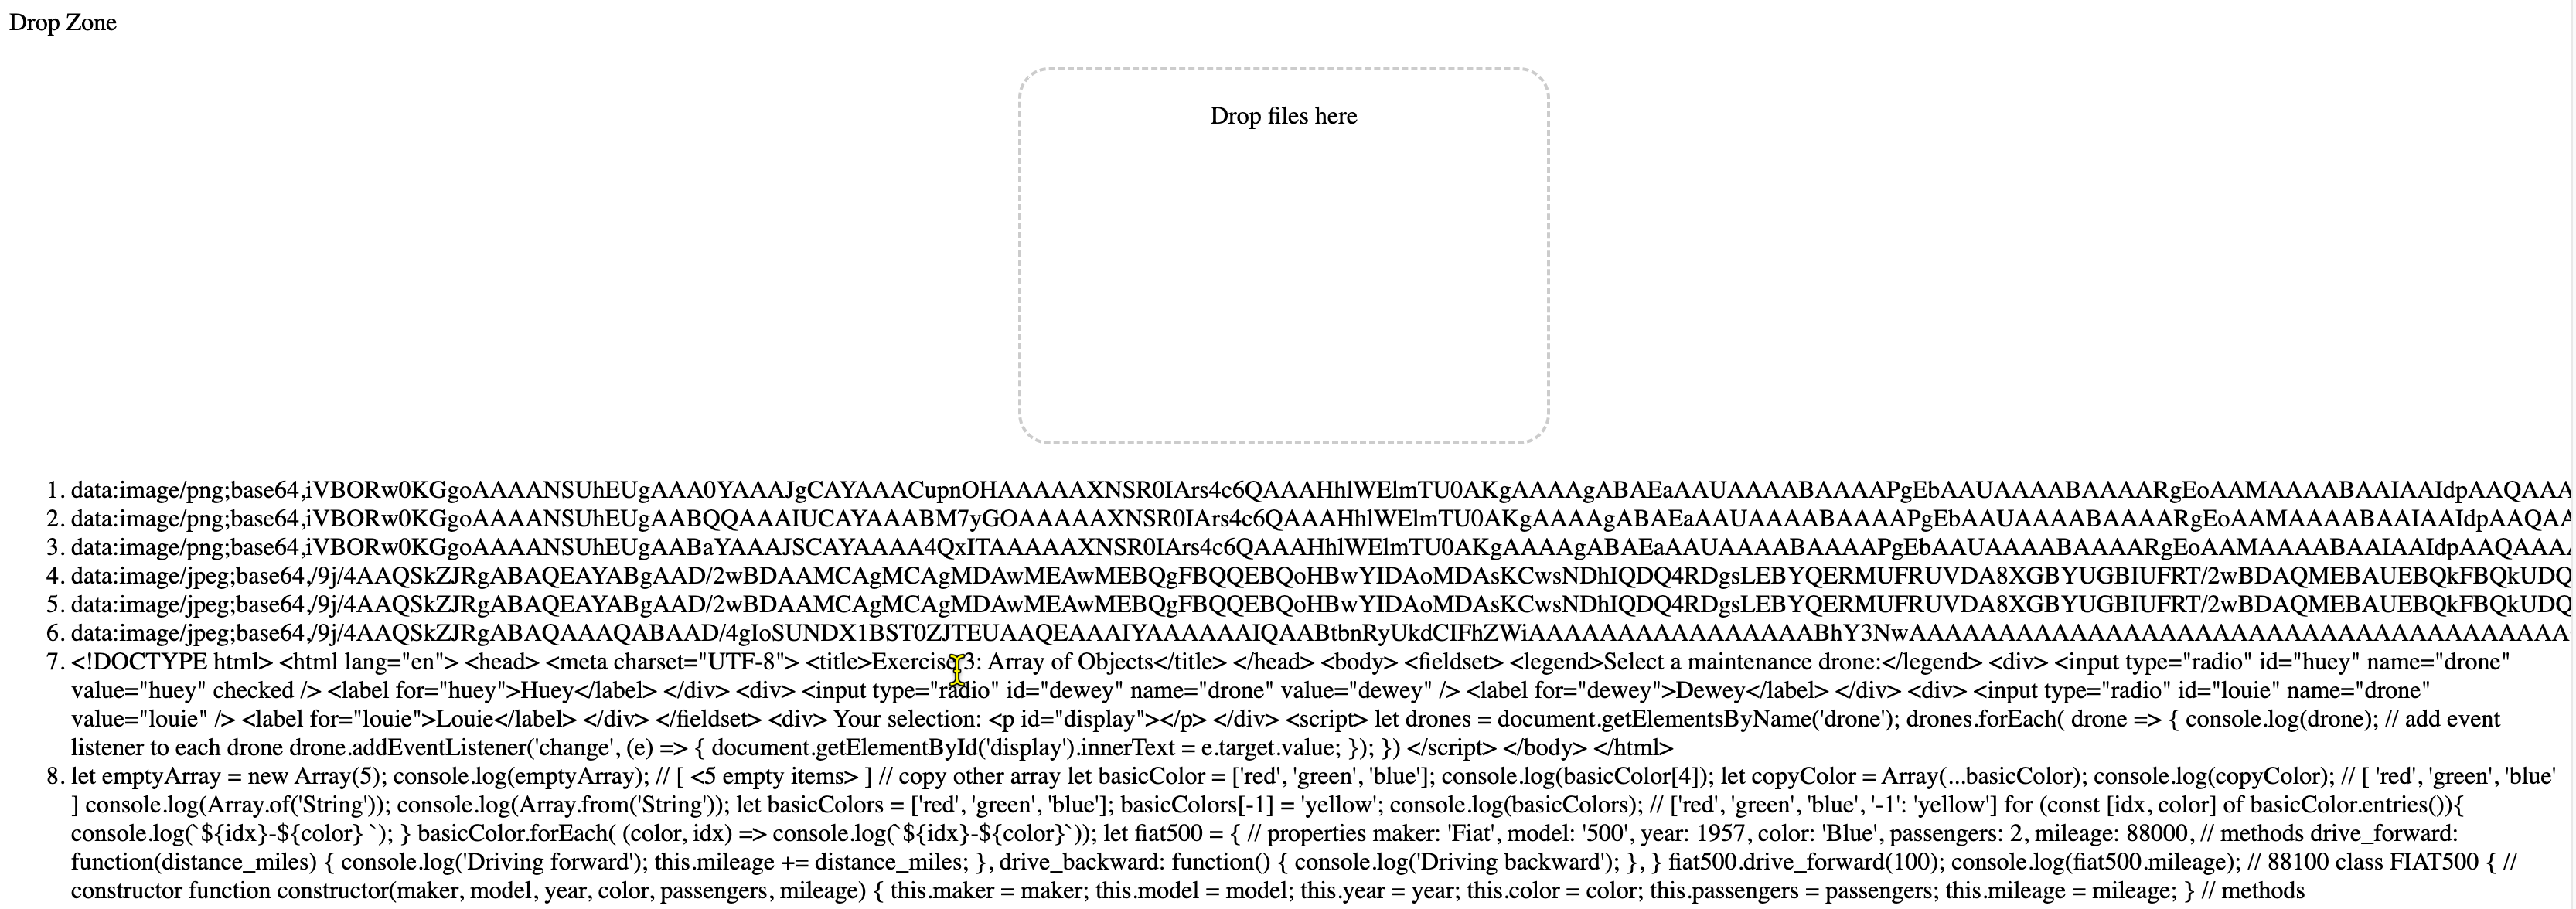 Drop Zone
Drop files here
1. data:image/png;base64,iVBORw0KGgoAAAANSUhEUgAAA0YAAAJgCAYAAACupnOHAAAAAXNSR0IArs4c6QAAAHhlWElmTU0AKgAAAAgABAEaAAUAAAABAAAAPgEbAAUAAAABAAAARgEoAAMAAAABAAIAAIdpAAQAAA
2. data:image/png;base64,iVBORw0KGgoAAAANSUhEUgAABQQAAAIUCAYAAABM7yGOAAAAAXNSR0IArs4c6QAAAHhlWElmTU0AKgAAAAgABAEaAAUAAAABAAAAPgEbAAUAAAABAAAARgEoAAMAAAABAAIAAIdpAAQAA
3. data:image/png;base64,iVBORw0KGgoAAAANSUhEUgAABaYAAAJSCAYAAAA4QxITAAAAAXNSR0IArs4c6QAAAHhlWElmTU0AKgAAAAgABAEaAAUAAAABAAAAPgEbAAUAAAABAAAARgEoAAMAAAABAAIAAIdpAAQAAA
4. data:image/jpeg;base64,/9j/4AAQSkZJRgABAQEAYABgAAD/2wBDAAMCAgMCAgMDAwMEAwMEBQgFBQQEBQoHBwYIDAoMDAsKCwsNDhIQDQ4RDgsLEBYQERMUFRUVDA8XGBYUGBIUFRT/2wBDAQMEBAUEBQkFBQkUDQ
5. data:image/jpeg;base64,/9j/4AAQSkZJRgABAQEAYABgAAD/2wBDAAMCAgMCAgMDAwMEAwMEBQgFBQQEBQoHBwYIDAoMDAsKCwsNDhIQDQ4RDgsLEBYQERMUFRUVDA8XGBYUGBIUFRT/2wBDAQMEBAUEBQkFBQkUDQ
6. data:image/jpeg;base64,/9j/4AAQSkZJRgABAQAAAQABAAD/4gIoSUNDX1BST0ZJTEUAAQEAAAIYAAAAAAIQAABtbnRyUkdCIFhZWiAAAAAAAAAAAAAAAABhY3NwAAAAAAAAAAAAAAAAAAAAAAAAAAAAAAAAAAAA
7. <!DOCTYPE html> <html lang="en"> <head> <meta charset="UTF-8"> <title>Exercise 3: Array of Objects</title> </head> <body> <fieldset> <legend>Select a maintenance drone:</legend> <div> <input type="radio" id="huey" name="drone"
value="huey" checked /> <label for="huey">Huey</label> </div> <div> <input type="radio" id="dewey" name="drone" value="dewey" /> <label for="dewey">Dewey</label> </div> <div> <input type="radio" id="louie" name="drone"
value="louie" /> <label for="louie">Louie</label> </div> </fieldset> <div> Your selection: <p id="display"></p> </div> <script> let drones = document.getElementsByName('drone'); drones.forEach( drone => { console.log(drone); // add event
listener to each drone drone.addEventListener('change', (e) => { document.getElementById('display').innerText = e.target.value; }); }) </script> </body> </html>
8. let emptyArray = new Array(5); console.log(emptyArray); // [ <5 empty items> ] // copy other array let basicColor = ['red', 'green', 'blue']; console.log(basicColor[4]); let copyColor = Array(...basicColor); console.log(copyColor); // [ 'red', 'green', 'blue'
] console.log(Array.of('String')); console.log(Array.from('String')); let basicColors = ['red', 'green', 'blue']; basicColors[-1] = 'yellow'; console.log(basicColors); // ['red', 'green', 'blue', '-1': 'yellow'] for (const [idx, color] of basicColor.entries()){
console.log(`${idx}-${color} `); } basicColor.forEach( (color, idx) => console.log(`${idx}-${color}`)); let fiat500 = { // properties maker: 'Fiat', model: '500', year: 1957, color: 'Blue', passengers: 2, mileage: 88000, // methods drive_forward:
function(distance_miles) { console.log('Driving forward'); this.mileage += distance_miles; }, drive_backward: function() { console.log('Driving backward'); }, } fiat500.drive_forward(100); console.log(fiat500.mileage); // 88100 class FIAT500 { //
constructor function constructor(maker, model, year, color, passengers, mileage) { this.maker = maker; this.model = model; this.year = year; this.color = color; this.passengers = passengers; this.mileage = mileage; } // methods